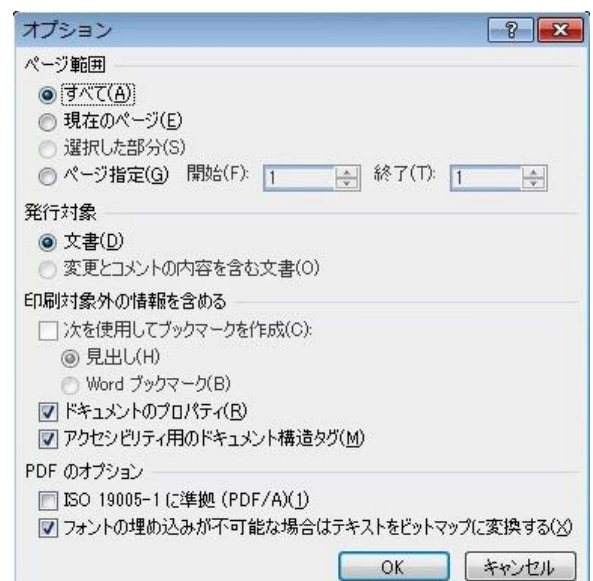 オプション
ページ範囲
すべて(A)
現在のページ(E)
選択した部分(S)
ページ指定(G) 開始(F): 1 終了(T): 1
発行対象
文書(D)
変更とコメントの内容を含む文書(O)
印刷対象外の情報を含める
次を使用してブックマークを作成(C):
見出し(H)
Word ブックマーク(B)
ドキュメントのプロパティ(R)
アクセシビリティ用のドキュメント構造タグ(M)
PDF のオプション
ISO 19005-1 に準拠 (PDF/A)(1)
フォントの埋め込みが不可能な場合はテキストをビットマップに変換する(X)
OK キャンセル